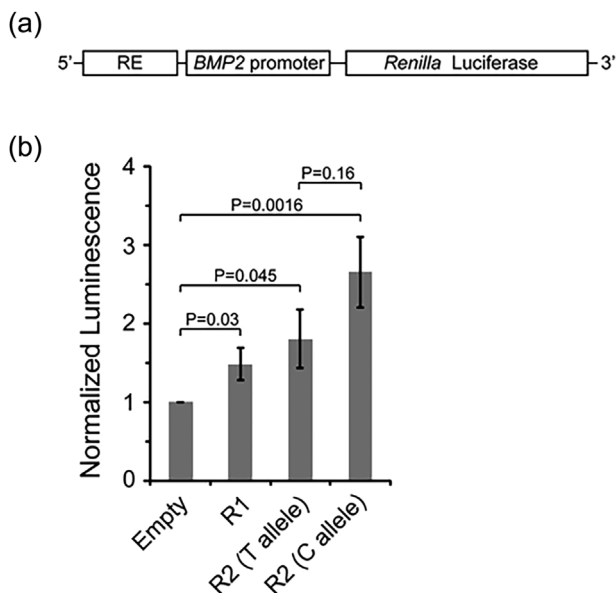 (a)
5' RE BMP2 promoter Renilla Luciferase 3'
(b)
Normalized Luminescence
4
3
2
1
0
P=0.16
P=0.0016
P=0.045
P=0.03
Empty
R1
R2 (T allele)
R2 (C allele)